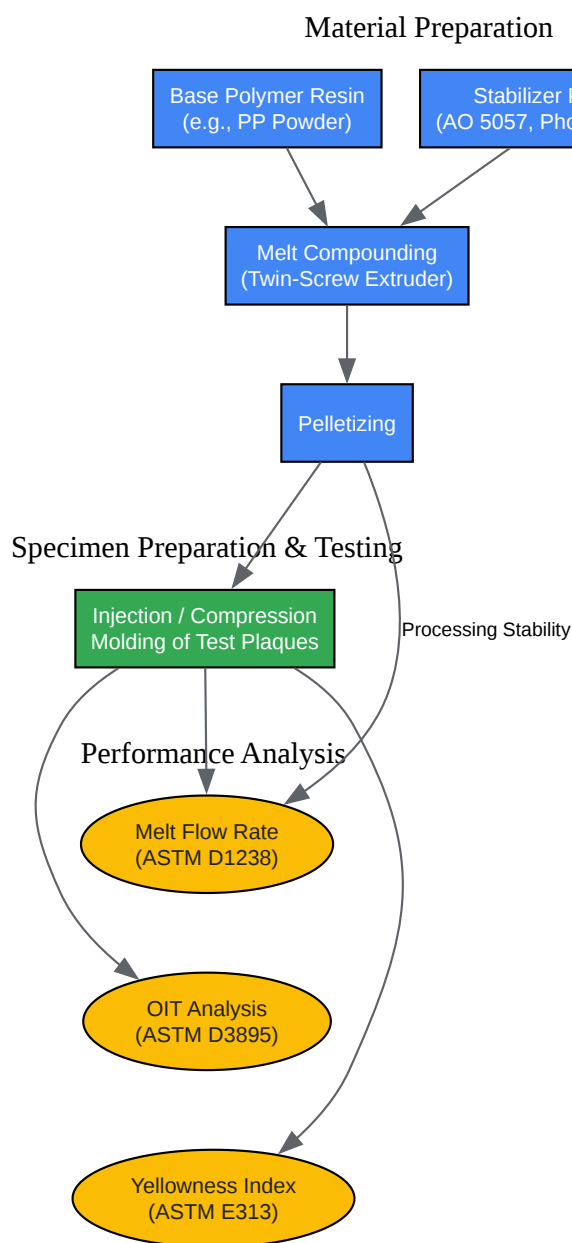 Material Preparation
Base Polymer Resin
(e.g., PP Powder)
Stabilizer
(AO 5057,
Melt Compounding
(Twin-Screw Extruder)
Pelletizing
Specimen Preparation & Testing
Injection / Compression
Molding of Test Plaques
Processing Stability
Performance Analysis
Melt Flow Rate
(ASTM D1238)
OIT Analysis
(ASTM D3895)
Yellowness Index
(ASTM E313)